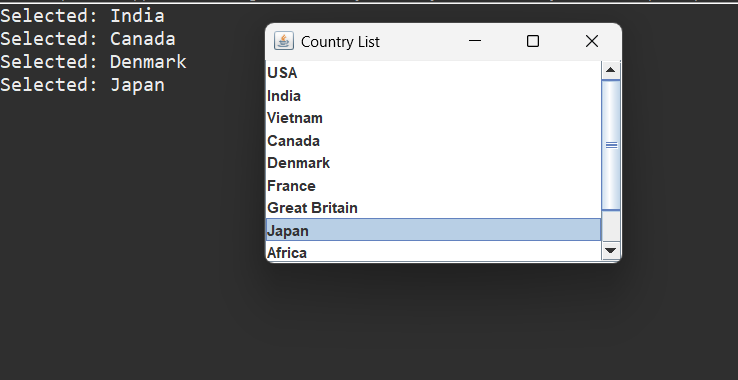 Selected: India
Selected: Canada
Selected: Denmark
Selected: Japan
Country List
USA
India
Vietnam
Canada
Denmark
France
Great Britain
Japan
Africa